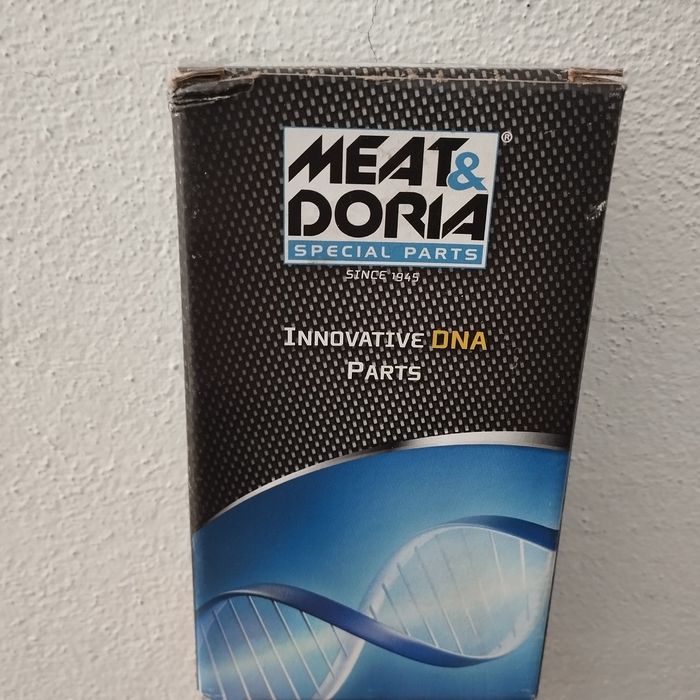 MEAT&
DORIA
®
SPECIAL PARTS
SINCE 1945
INNOVATIVE DNA
PARTS